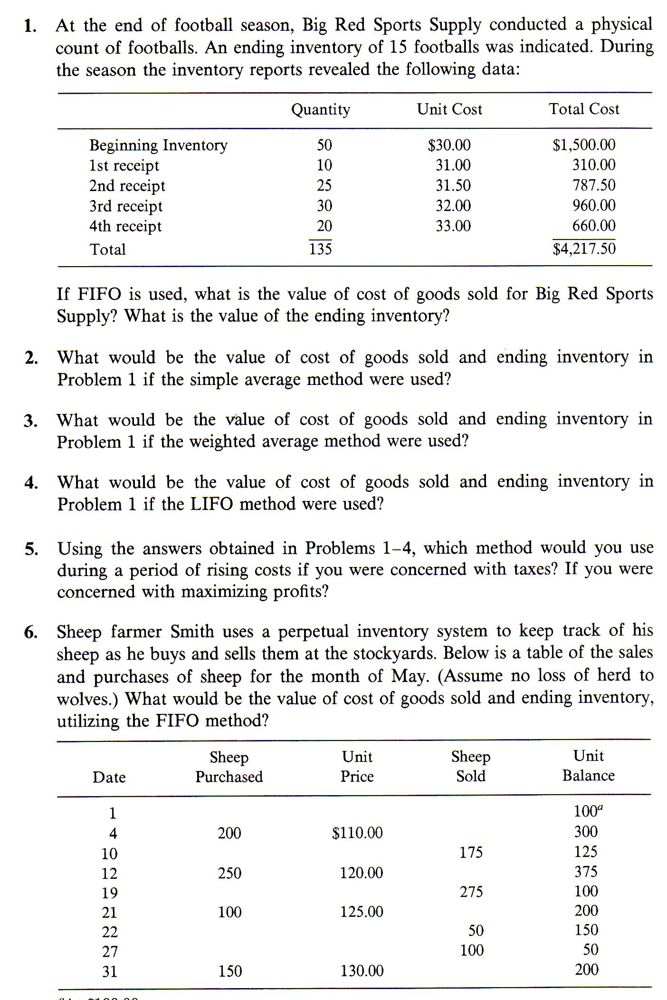 1. At the end of football season, Big Red Sports Supply conducted a physical
count of footballs. An ending inventory of 15 footballs was indicated. During
the season the inventory reports revealed the following data:
Quantity Unit Cost Total Cost
Beginning Inventory 50 $30.00 $1,500.00
1st receipt 10 31.00 310.00
2nd receipt 25 31.50 787.50
3rd receipt 30 32.00 960.00
4th receipt 20 33.00 660.00
Total 135 $4,217.50
If FIFO is used, what is the value of cost of goods sold for Big Red Sports
Supply? What is the value of the ending inventory?
2. What would be the value of cost of goods sold and ending inventory in
Problem 1 if the simple average method were used?
3. What would be the value of cost of goods sold and ending inventory in
Problem 1 if the weighted average method were used?
4. What would be the value of cost of goods sold and ending inventory in
Problem 1 if the LIFO method were used?
5. Using the answers obtained in Problems 1–4, which method would you use
during a period of rising costs if you were concerned with taxes? If you were
concerned with maximizing profits?
6. Sheep farmer Smith uses a perpetual inventory system to keep track of his
sheep as he buys and sells them at the stockyards. Below is a table of the sales
and purchases of sheep for the month of May. (Assume no loss of herd to
wolves.) What would be the value of cost of goods sold and ending inventory,
utilizing the FIFO method?
Sheep Unit Sheep Unit
Date Purchased Price Sold Balance
1 100a
4 200 $110.00 300
10 175 125
12 250 120.00 375
19 275 100
21 100 125.00 200
22 50 150
27 100 50
31 150 130.00 200